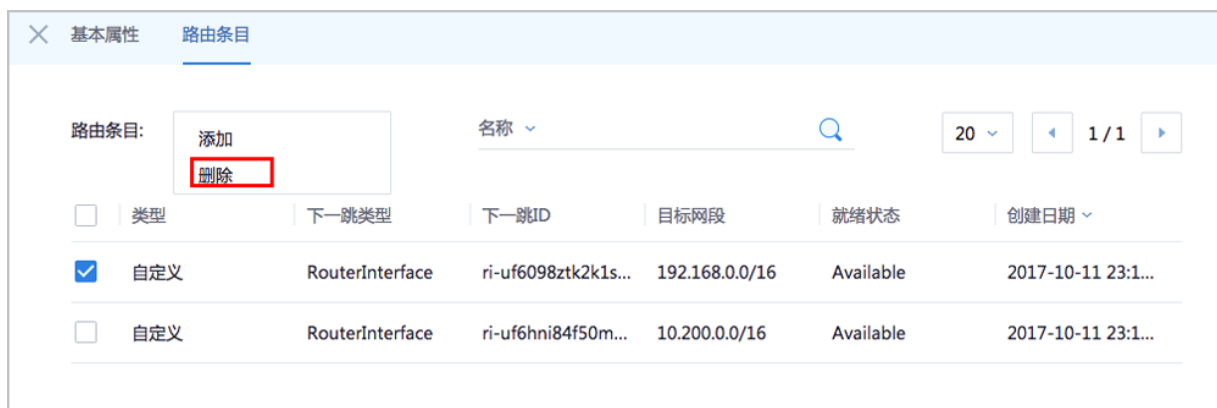 基本属性 路由条目
路由条目: 添加 名称 20 1 / 1
删除
类型 下一跳类型 下一跳ID 目标网段 就绪状态 创建日期
自定义 RouterInterface ri-uf6098ztk2k1s... 192.168.0.0/16 Available 2017-10-11 23:1...
自定义 RouterInterface ri-uf6hni84f50m... 10.200.0.0/16 Available 2017-10-11 23:1...